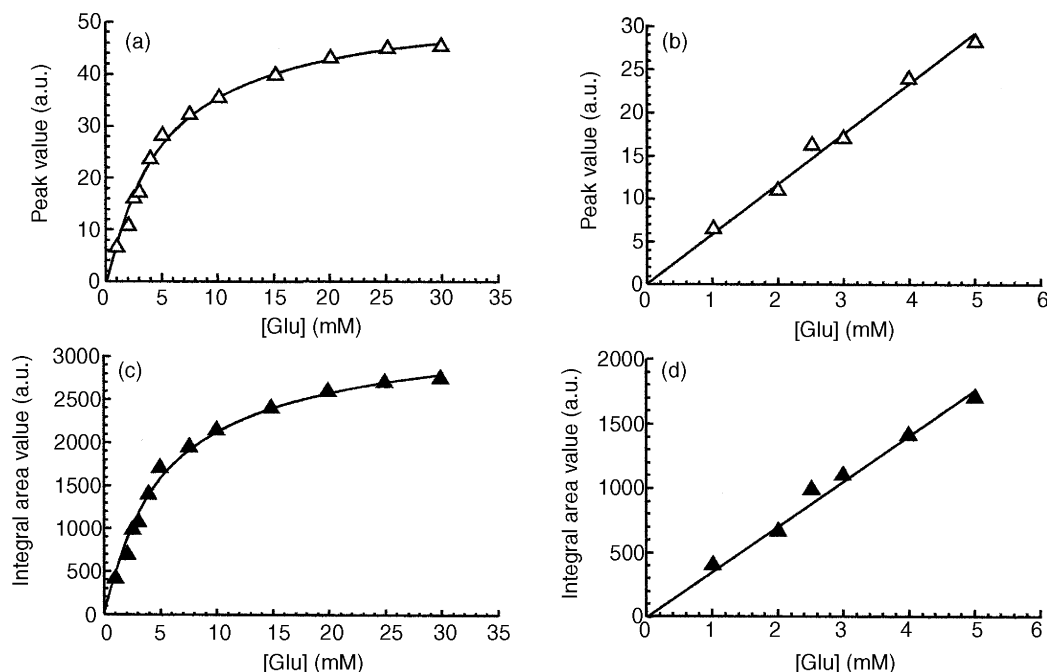 (a)
Peak value (a.u.)
50
40
30
20
10
0
0 5 10 15 20 25 30 35
[Glu] (mM)
(b)
Peak value (a.u.)
30
25
20
15
10
5
0
0 1 2 3 4 5 6
[Glu] (mM)
(c)
Integral area value (a.u.)
3000
2500
2000
1500
1000
500
0
0 5 10 15 20 25 30 35
[Glu] (mM)
(d)
Integral area value (a.u.)
2000
1500
1000
500
0
0 1 2 3 4 5 6
[Glu] (mM)